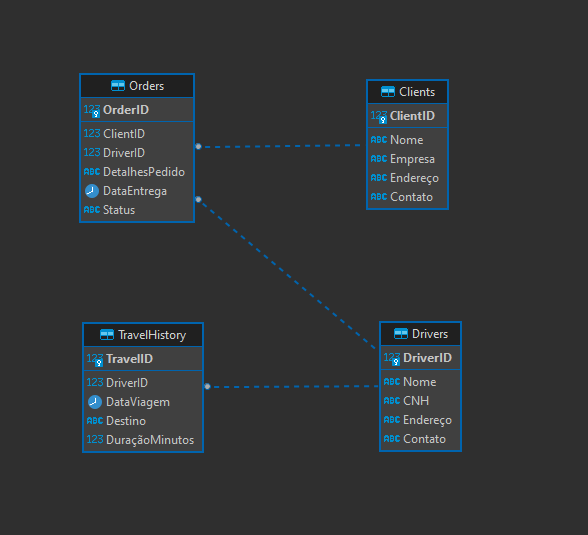 Orders
123 OrderID
123 ClientID
123 DriverID
ABC DetalhesPedido
DataEntrega
ABC Status
Clients
123 ClientID
ABC Nome
ABC Empresa
ABC Endereço
ABC Contato
TravelHistory
123 TravelID
123 DriverID
DataViagem
ABC Destino
123 DuraçãoMinutos
Drivers
123 DriverID
ABC Nome
ABC CNH
ABC Endereço
ABC Contato